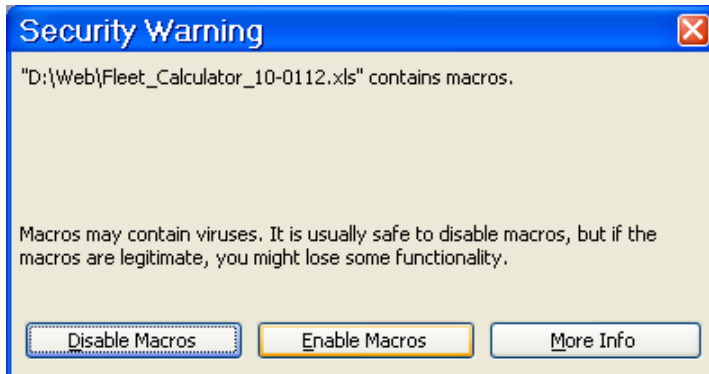 Security Warning
"D:\Web\Fleet_Calculator_10-0112.xls" contains macros.
Macros may contain viruses. It is usually safe to disable macros, but if the
macros are legitimate, you might lose some functionality.
Disable Macros Enable Macros More Info